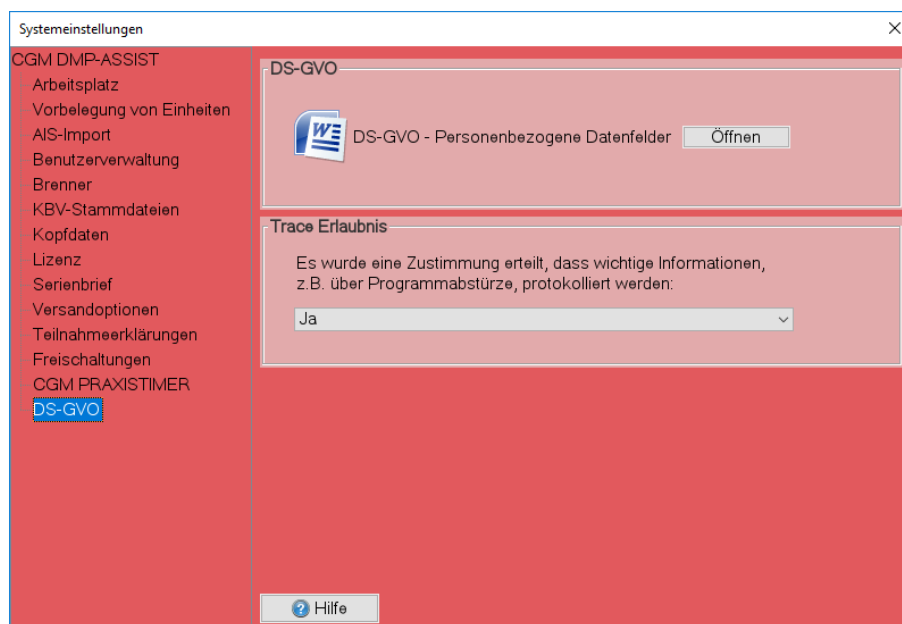 Systemeinstellungen
CGM DMP-ASSIST
Arbeitsplatz
Vorbelegung von Einheiten
AIS-Import
Benutzerverwaltung
Brenner
KBV-Stammdateien
Kopfdaten
Lizenz
Serienbrief
Versandoptionen
Teilnahmeerklärungen
Freischaltungen
CGM PRAXISTIMER
DS-GVO
DS-GVO
DS-GVO - Personenbezogene Datenfelder Öffnen
Trace Erlaubnis
Es wurde eine Zustimmung erteilt, dass wichtige Informationen,
z.B. über Programmabstürze, protokolliert werden:
Ja
Hilfe